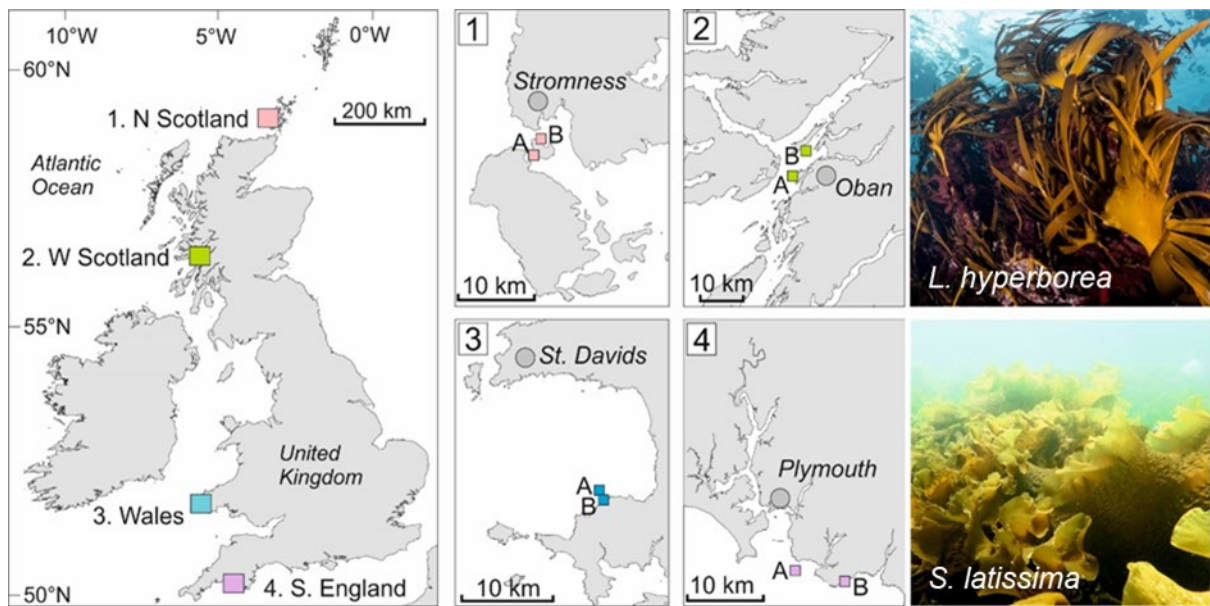 10°W 5°W 0°W
60°N
200 km
1. N Scotland
Atlantic
Ocean
2. W Scotland
55°N
United
Kingdom
3. Wales
4. S. England
50°N
1
Stromness
A B
10 km
2
B
A Oban
10 km
L. hyperborea
3
St. Davids
A
B
10 km
4
Plymouth
A B
10 km
S. latissima